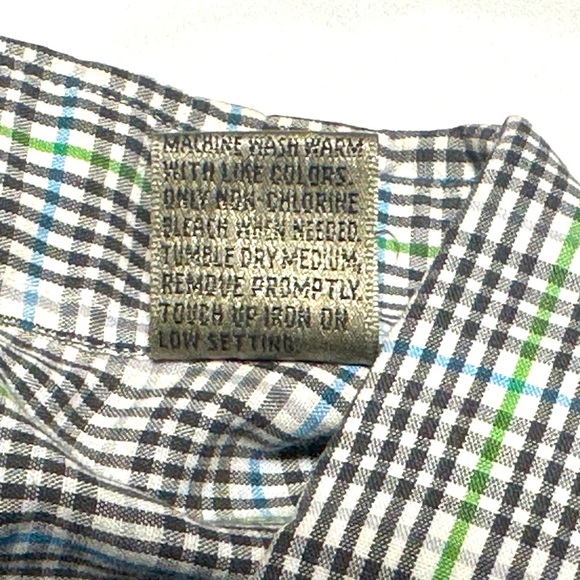 MACHINE WASH WARM
WITH LIKE COLORS.
ONLY NON-CHLORINE
BLEACH WHEN NEEDED.
TUMBLE DRY MEDIUM,
REMOVE PROMPTLY.
TOUCH UP IRON ON
LOW SETTING.